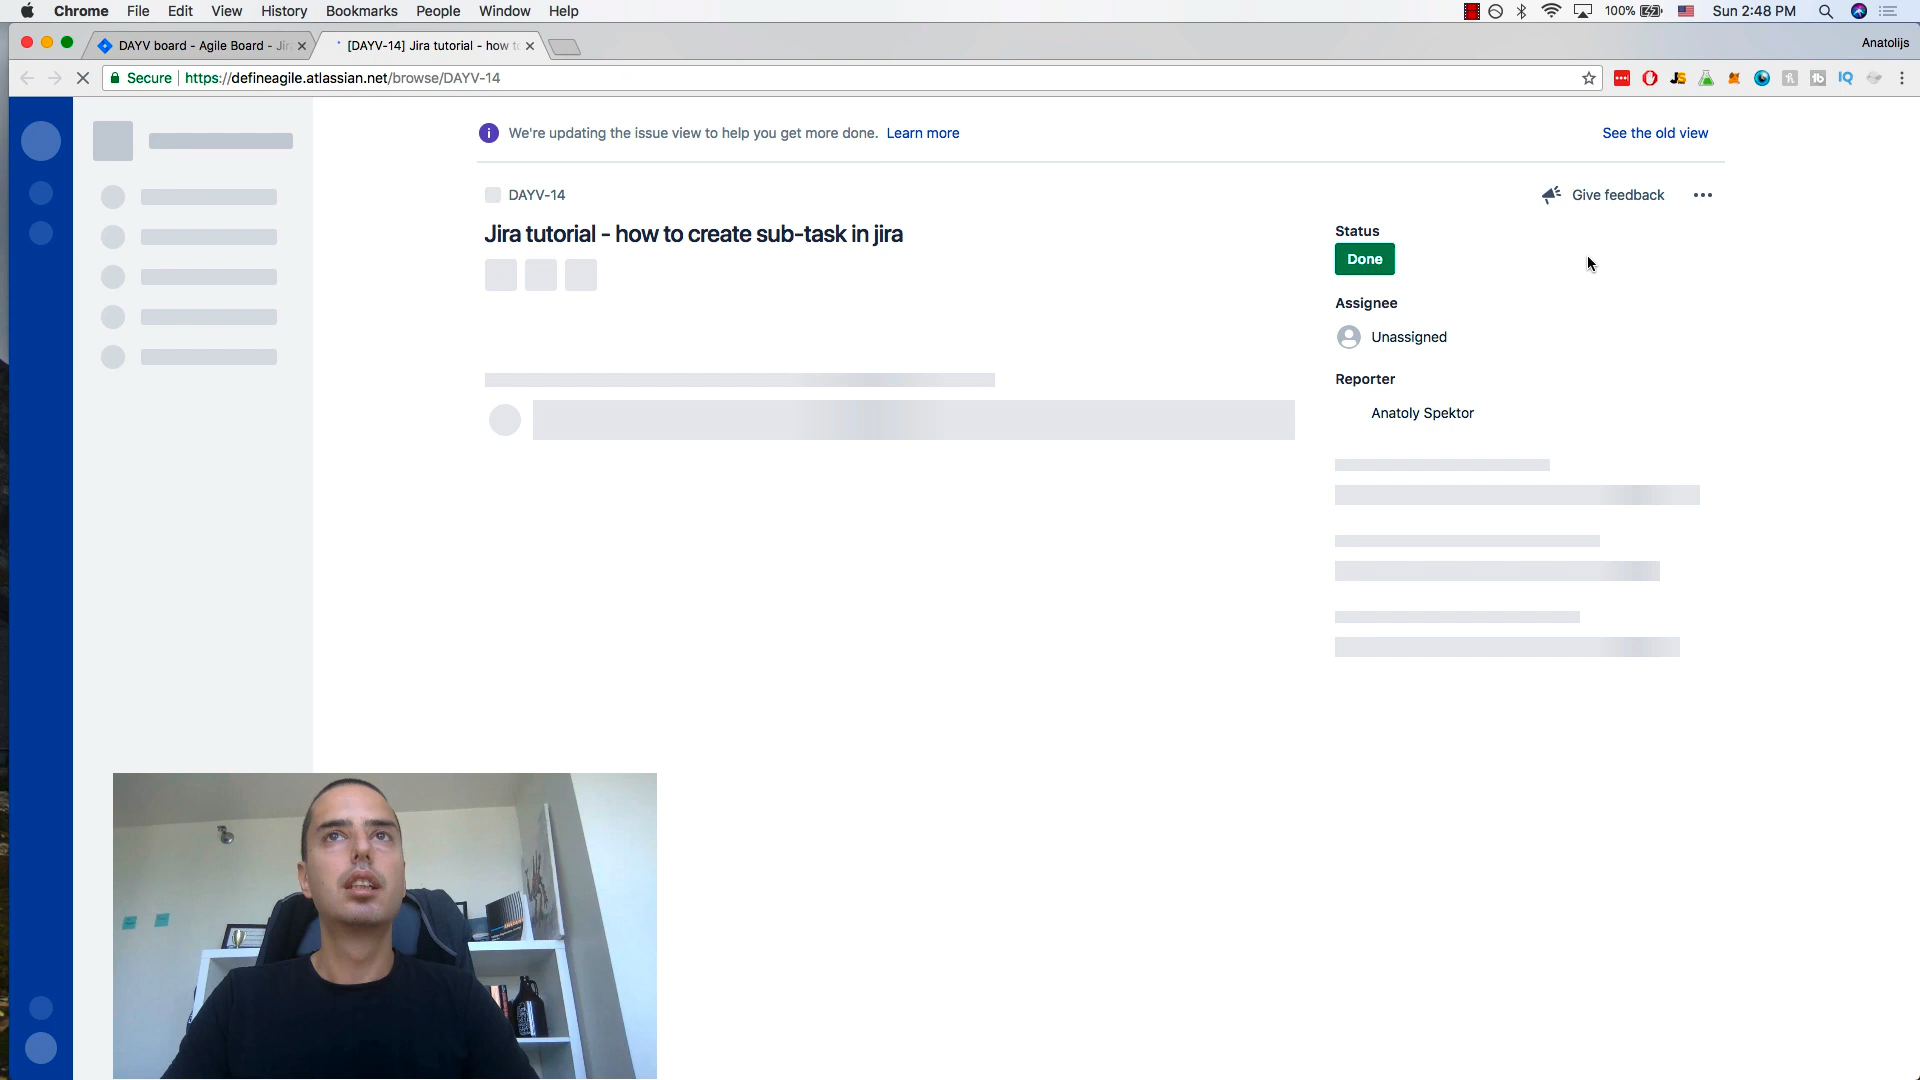 Chrome File Edit View History Bookmarks People Window Help
100% Sun 2:48 PM
DAYV board - Agile Board - Jir
[DAYV-14] Jira tutorial - how to
Anatolijs
Secure https://defineagile.atlassian.net/browse/DAYV-14
We're updating the issue view to help you get more done. Learn more
See the old view
DAYV-14
Give feedback
Jira tutorial - how to create sub-task in jira
Status
Done
Assignee
Unassigned
Reporter
Anatoly Spektor